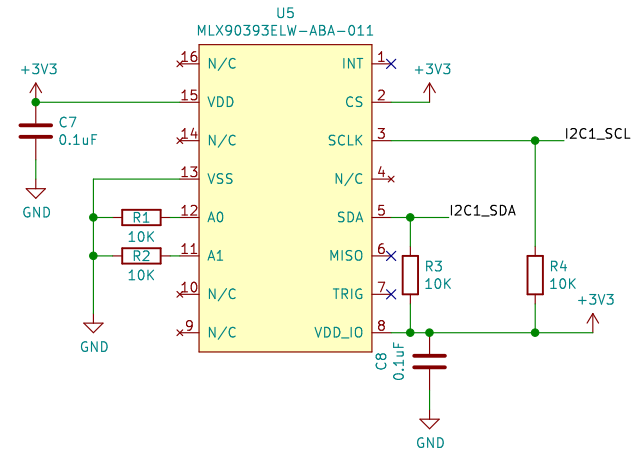 U5
MLX90393ELW-ABA-011
16 N/C INT 1
+3V3 +3V3
15 VDD CS 2
C7
0.1uF
14 N/C SCLK 3 I2C1_SCL
13 VSS N/C 4
GND
R1 12 A0 SDA 5 I2C1_SDA
10K
R2 11 A1 MISO 6
10K
R3
10K
R4
10K
10 N/C TRIG 7
+3V3
9 N/C VDD_IO 8
GND
C8
0.1uF
GND